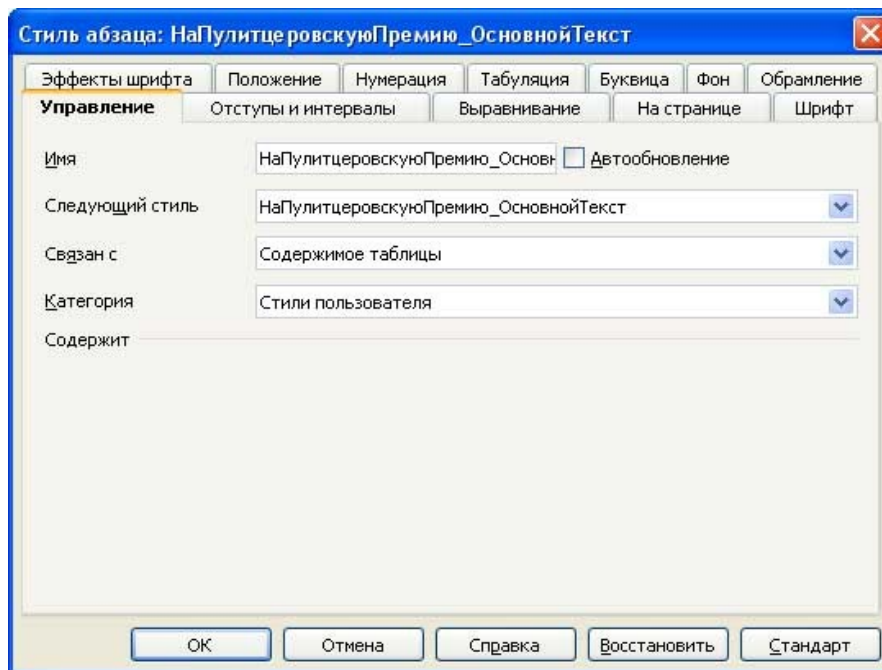 Стиль абзаца: НаПулитцеровскуюПремию_ОсновнойТекст
Эффекты шрифта Положение Нумерация Табуляция Буквица Фон Обрамление
Управление Отступы и интервалы Выравнивание На странице Шрифт
Имя НаПулитцеровскуюПремию_Основн Автообновление
Следующий стиль НаПулитцеровскуюПремию_ОсновнойТекст
Связан с Содержимое таблицы
Категория Стили пользователя
Содержит
ОК Отмена Справка Восстановить Стандарт